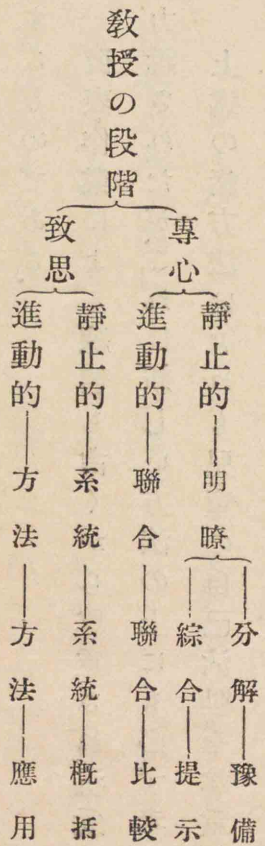 敎授の段階
專心
靜止的――明瞭
分解――豫備
綜合――提示
進動的――聯合――聯合――比較
致思
靜止的――系統――系統――槪括
進動的――方法――方法――應用